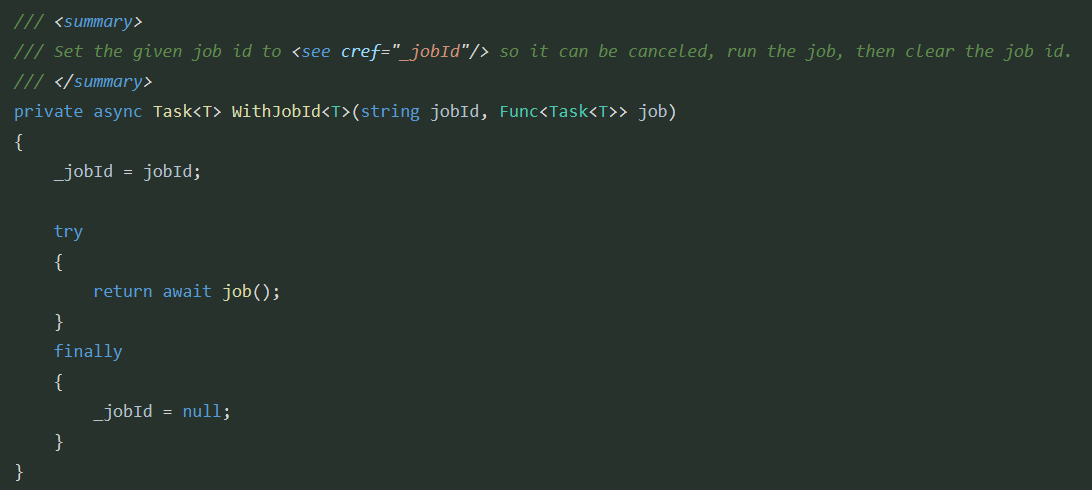 /// <summary>
/// Set the given job id to <see cref="_jobId"/> so it can be canceled, run the job, then clear the job id.
/// </summary>
private async Task<T> WithJobId<T>(string jobId, Func<Task<T>> job)
{
    _jobId = jobId;

    try
    {
        return await job();
    }
    finally
    {
        _jobId = null;
    }
}